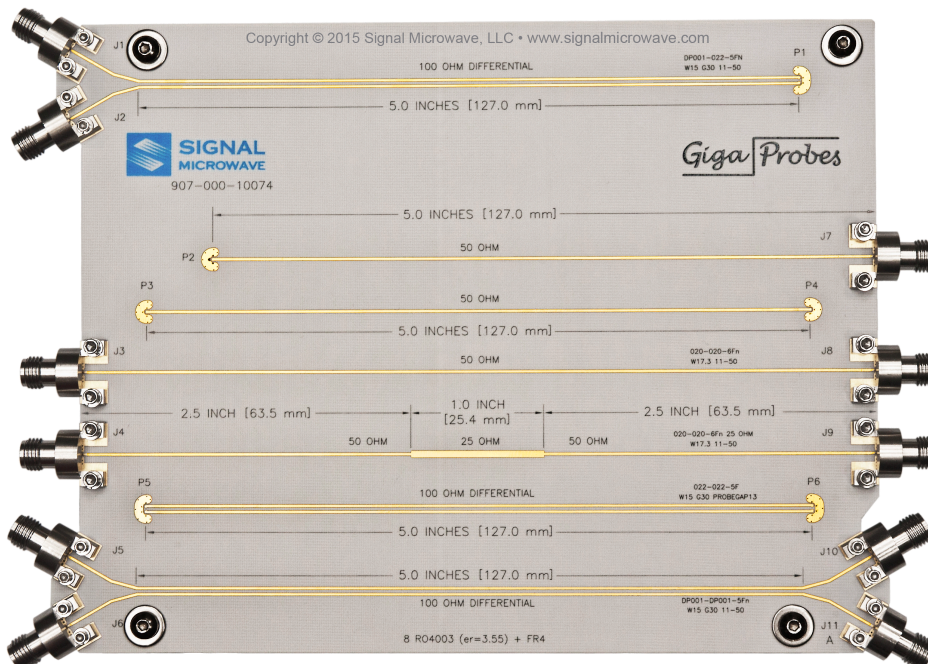 Copyright © 2015 Signal Microwave, LLC • www.signalmicrowave.com
J1
P1
100 OHM DIFFERENTIAL
DP001-022-5FN
W15 G30 11-50
5.0 INCHES [127.0 mm]
J2
SIGNAL
MICROWAVE
907-000-10074
Giga Probes
5.0 INCHES [127.0 mm]
J7
P2
50 OHM
P3
P4
50 OHM
5.0 INCHES [127.0 mm]
J3
J8
50 OHM
020-020-6Fn
W17.3 11-50
2.5 INCH [63.5 mm]
1.0 INCH
[25.4 mm]
2.5 INCH [63.5 mm]
J4
J9
50 OHM
25 OHM
50 OHM
020-020-6Fn 25 OHM
W17.3 11-50
P5
P6
100 OHM DIFFERENTIAL
022-022-5F
W15 G30 PROBEGAP13
5.0 INCHES [127.0 mm]
J5
J10
5.0 INCHES [127.0 mm]
100 OHM DIFFERENTIAL
DP001-DP001-5Fn
W15 G30 11-50
J6
J11
A
8 RO4003 (er=3.55) + FR4